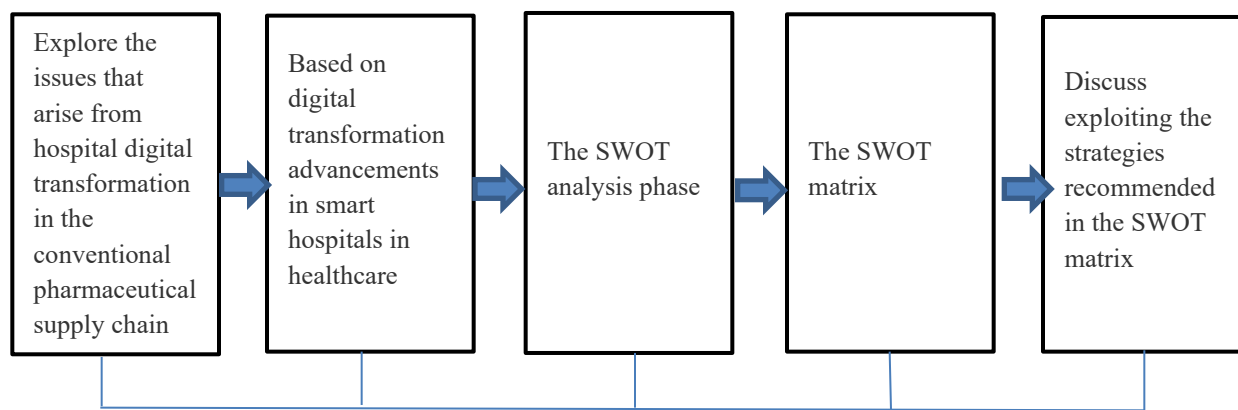 Explore the
issues that
arise from
hospital digital
transformation
in the
conventional
pharmaceutical
supply chain
Based on
digital
transformation
advancements
in smart
hospitals in
healthcare
The SWOT
analysis phase
The SWOT
matrix
Discuss
exploiting the
strategies
recommended
in the SWOT
matrix